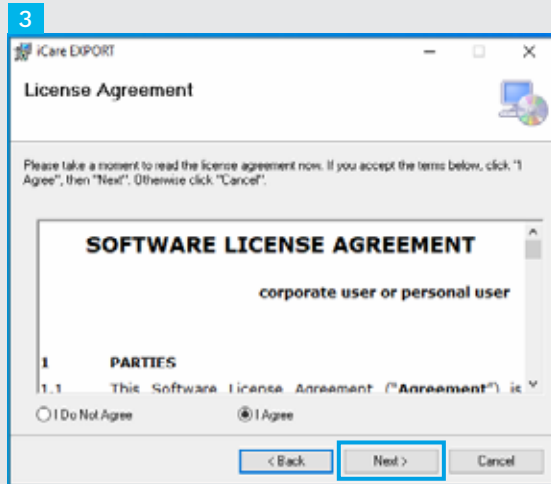 3
iCare EXPORT
License Agreement
Please take a moment to read the license agreement now. If you accept the terms below, click "I
Agree", then "Next". Otherwise click "Cancel".
SOFTWARE LICENSE AGREEMENT
corporate user or personal user
1 PARTIES
1.1 This Software License Agreement ("Agreement") is
I Do Not Agree
I Agree
< Back
Next >
Cancel